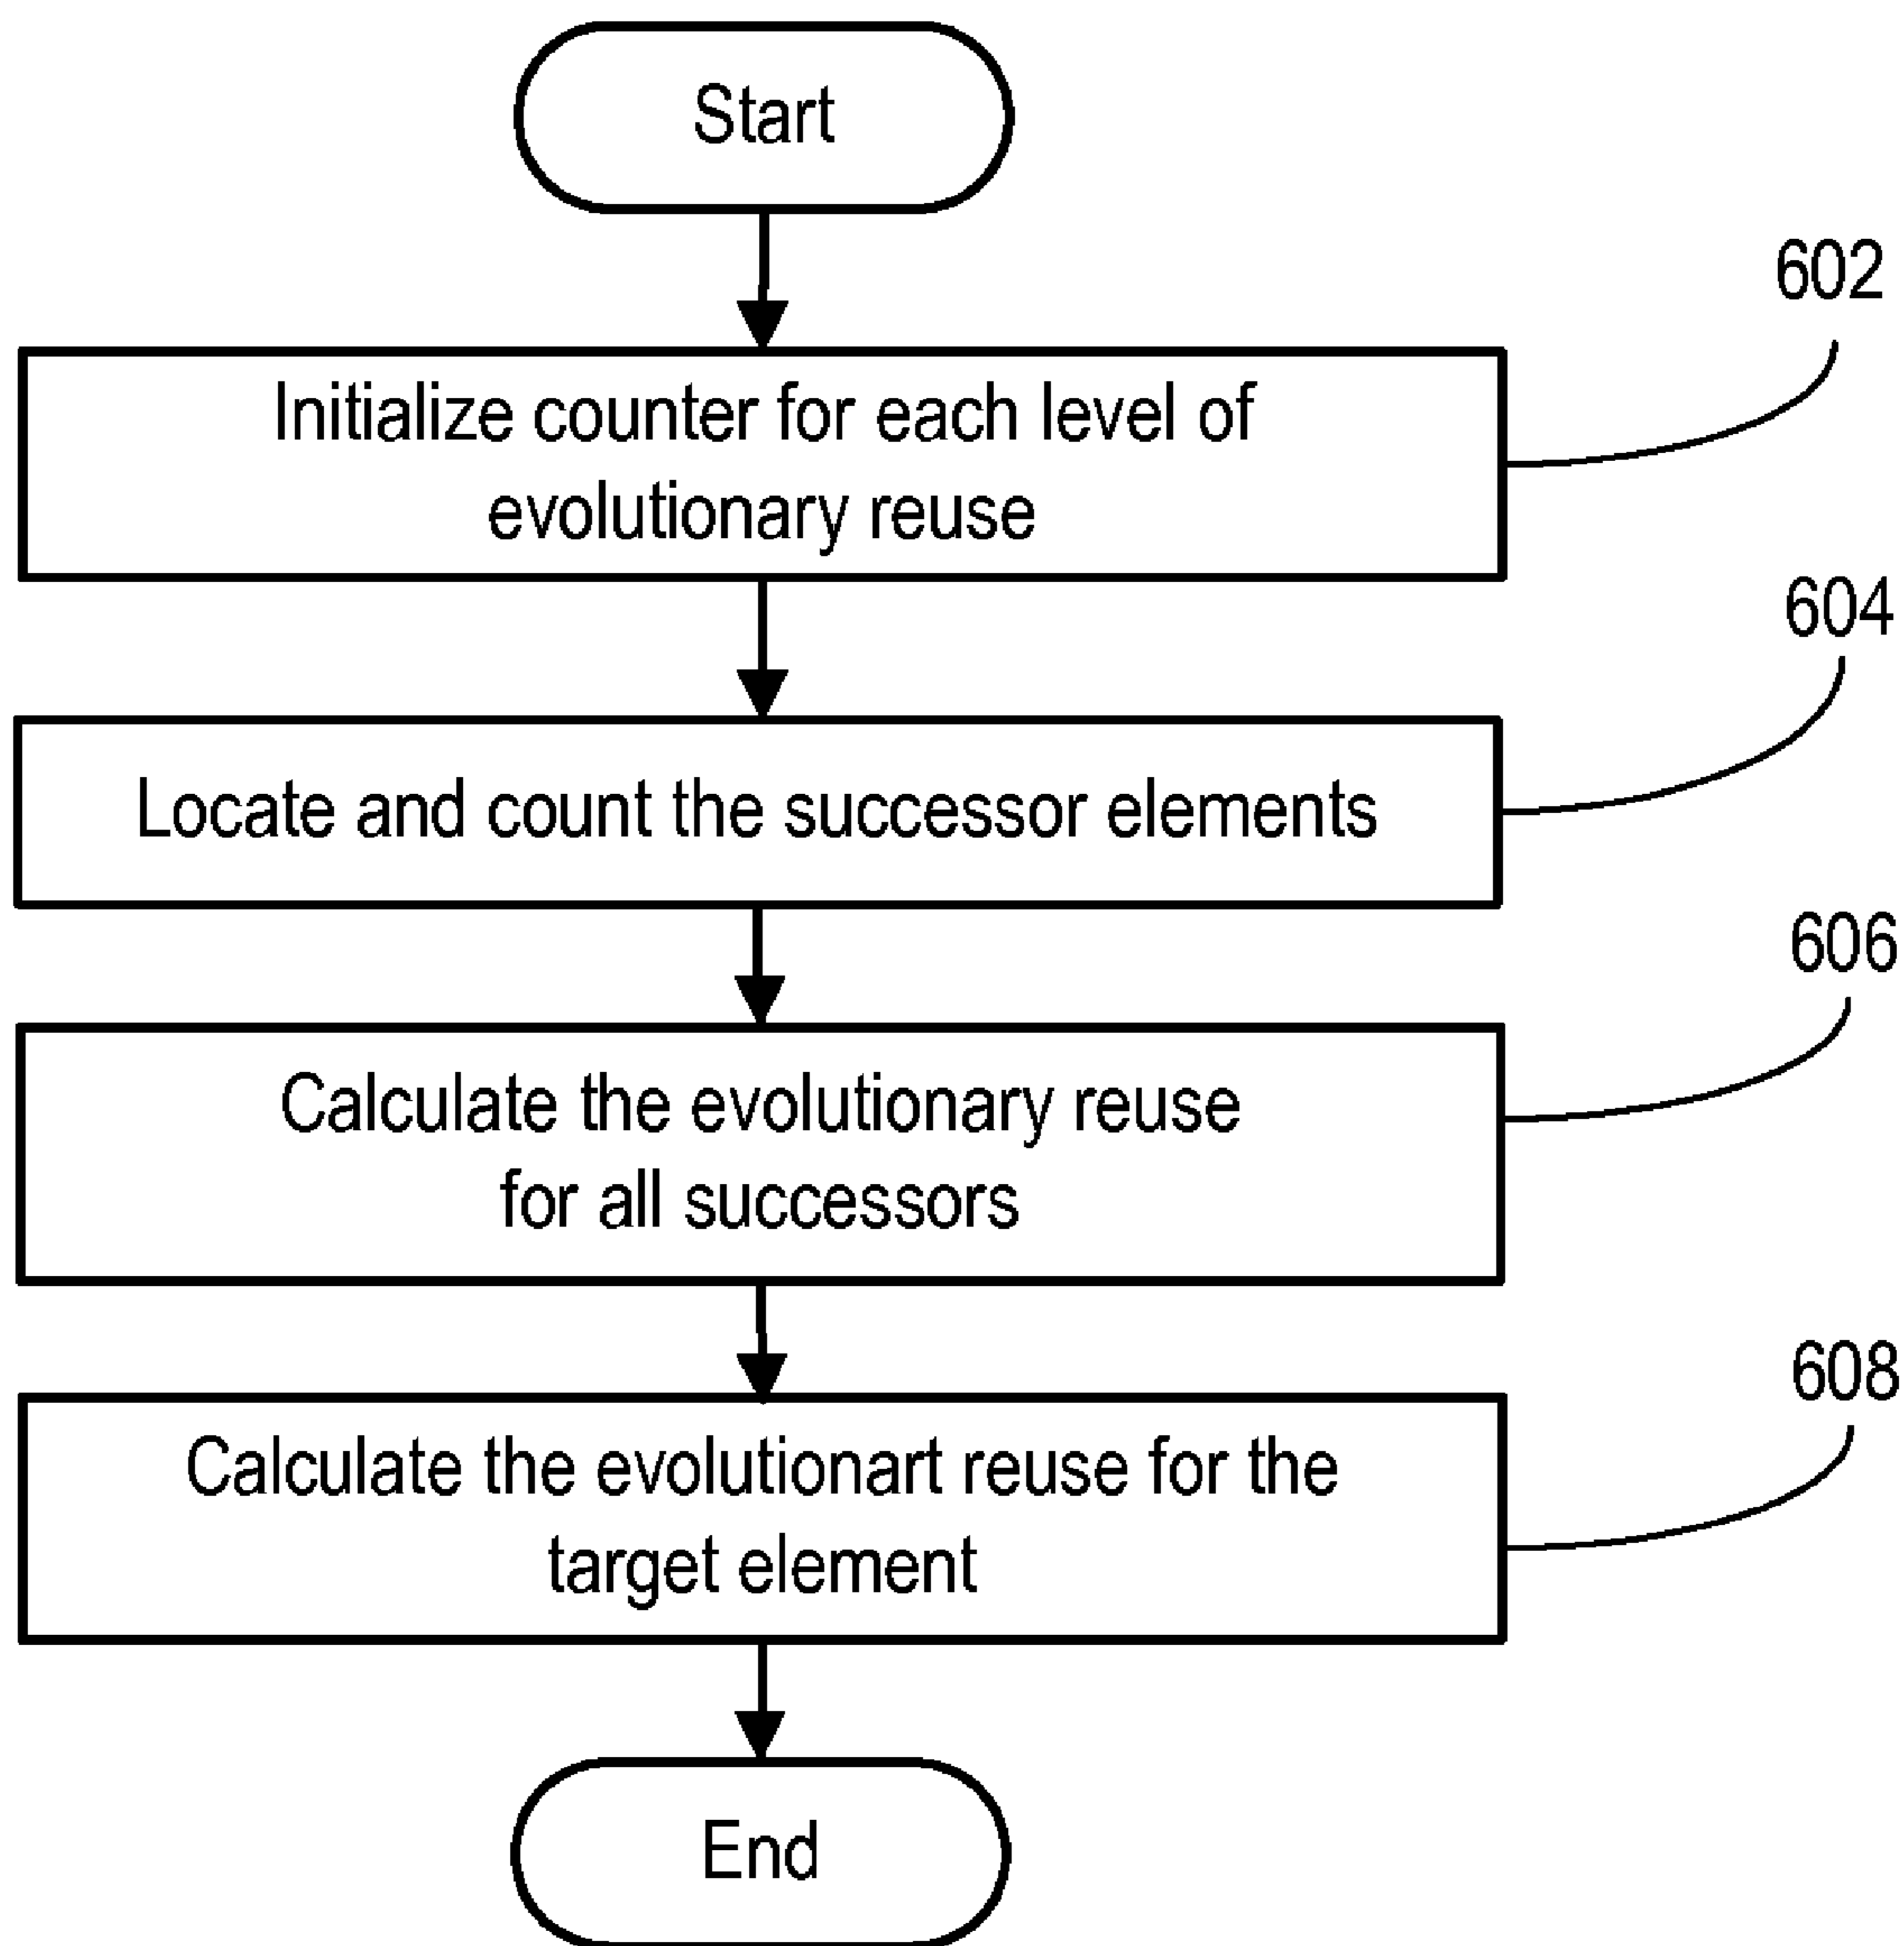 Start
602
Initialize counter for each level of
evolutionary reuse
604
Locate and count the successor elements
606
Calculate the evolutionary reuse
for all successors
608
Calculate the evolutionart reuse for the
target element
End